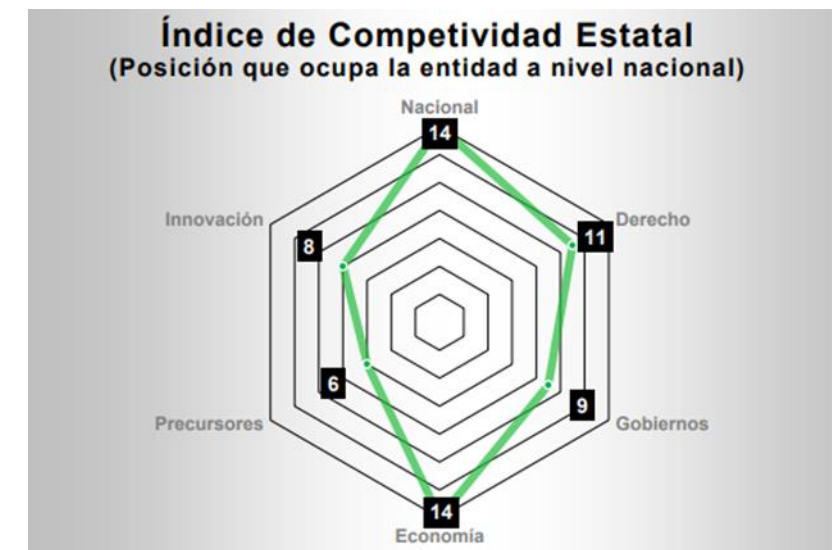 Índice de Competividad Estatal
(Posición que ocupa la entidad a nivel nacional)
Nacional
14
Innovación
Derecho
8
11
6
9
Precursores
Gobiernos
14
Economía